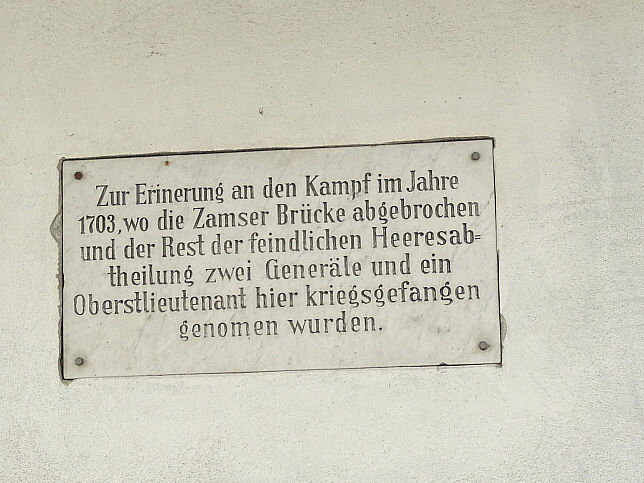 Zur Erinerung an den Kampf im Jahre
1703, wo die Zamser Brücke abgebrochen
und der Rest der feindlichen Heeresab=
theilung zwei Generäle und ein
Oberstlieutenant hier kriegsgefangen
genomen wurden.